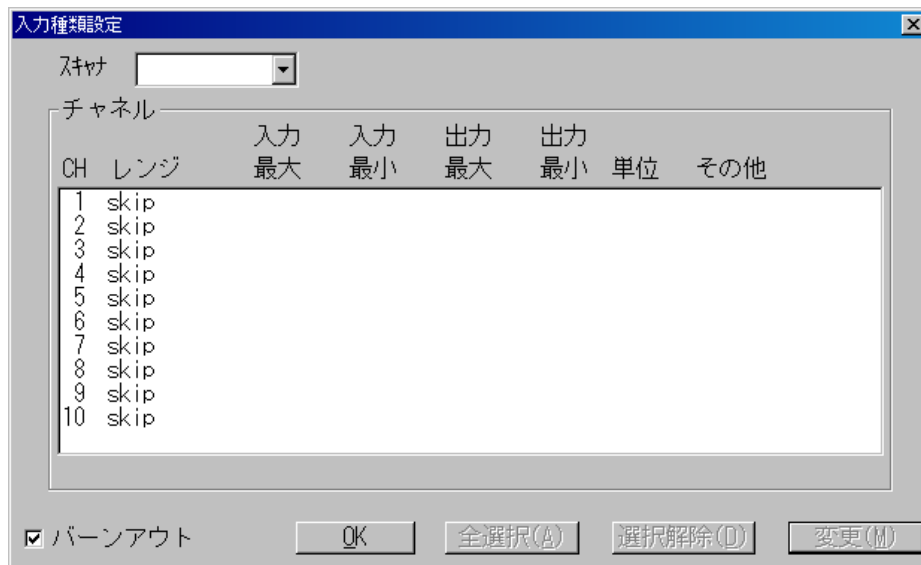 入力種類設定
ｽｷｬﾅ
チャネル
入力 入力 出力 出力
CH レンジ 最大 最小 最大 最小 単位 その他
1 skip
2 skip
3 skip
4 skip
5 skip
6 skip
7 skip
8 skip
9 skip
10 skip
バーンアウト OK 全選択(A) 選択解除(D) 変更(M)